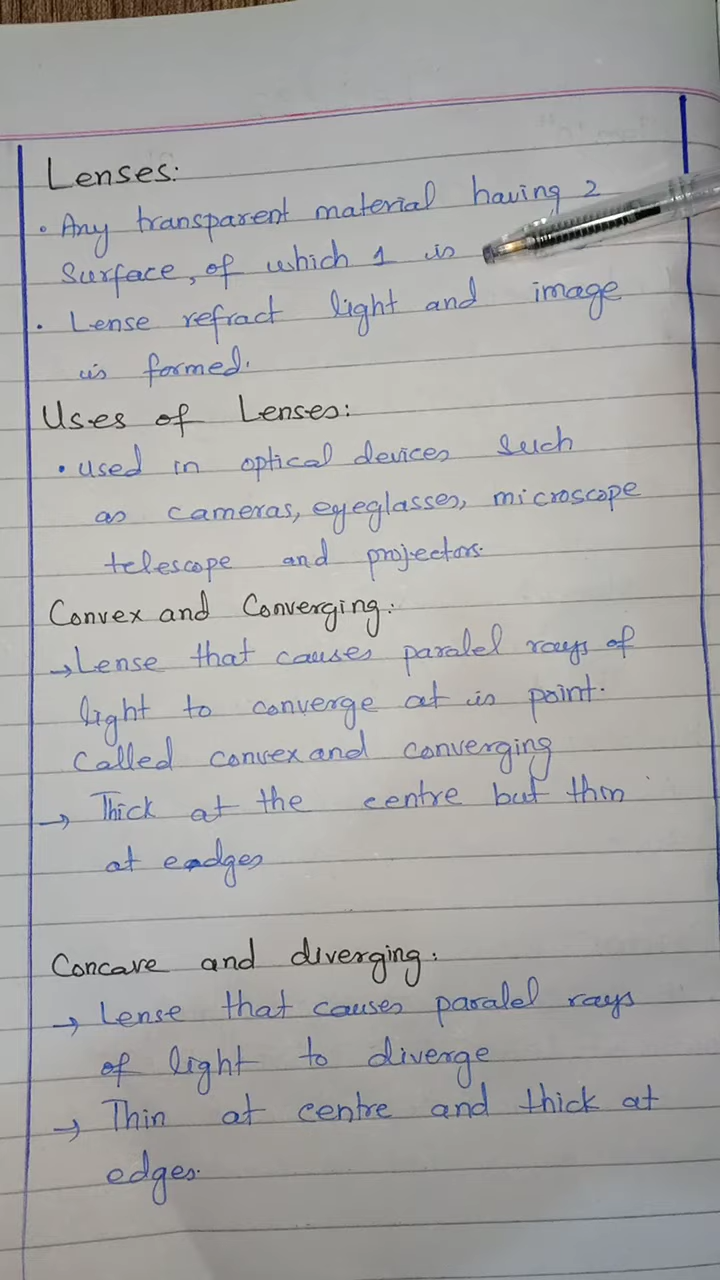 Lenses:
• Any transparent material having 2
Surface, of which 1 is
• Lense refract light and image
is formed.
Uses of Lenses:
• used in optical devices such
as cameras, eyeglasses, microscope
telescope and projectors.
Convex and Converging:
→ Lense that causes paralel rays of
light to converge at is point.
Called convex and converging
→ Thick at the centre but thin
at eadges
Concave and diverging:
→ Lense that causes paralel rays
of light to diverge
→ Thin at centre and thick at
edges.